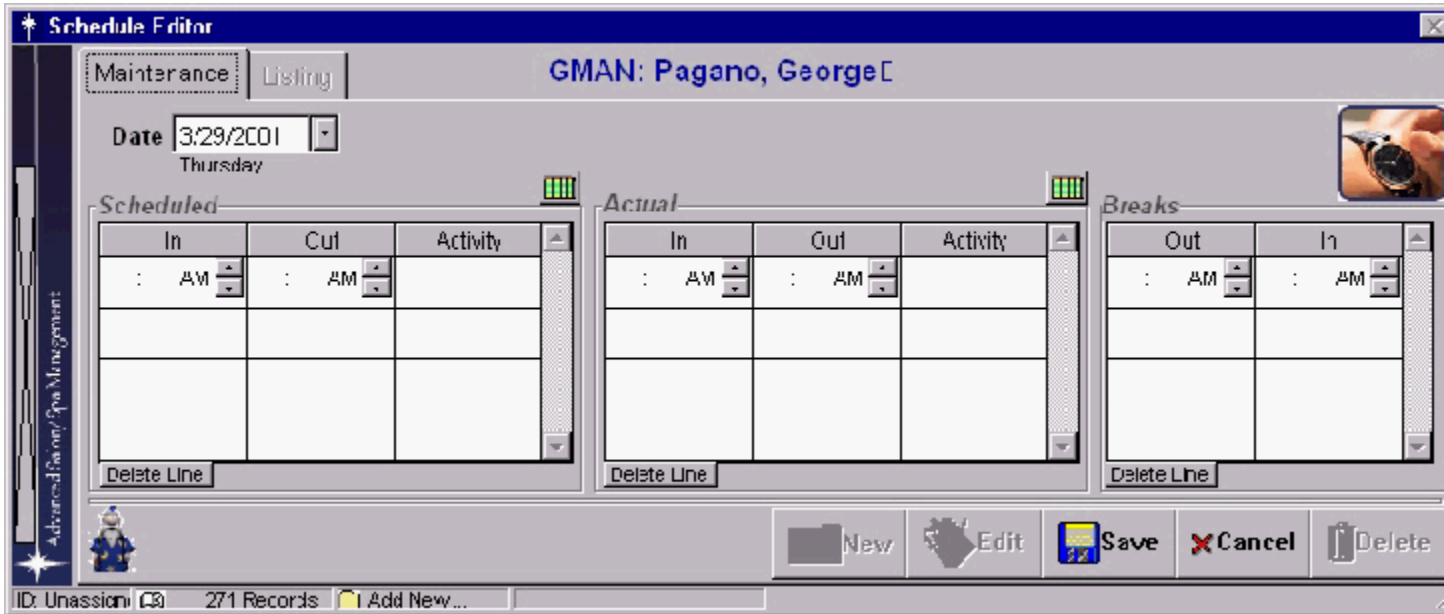 Schedule Editor
Maintenance
Listing
GMAN: Pagano, George
Date 3/29/2001
Thursday
Scheduled
In Out Activity
: AM : AM
Delete Line
Actual
In Out Activity
: AM : AM
Delete Line
Breaks
Out In
: AM : AM
Delete Line
Advanced Salon/Spa Management
New Edit Save Cancel Delete
ID: Unassign 271 Records Add New...